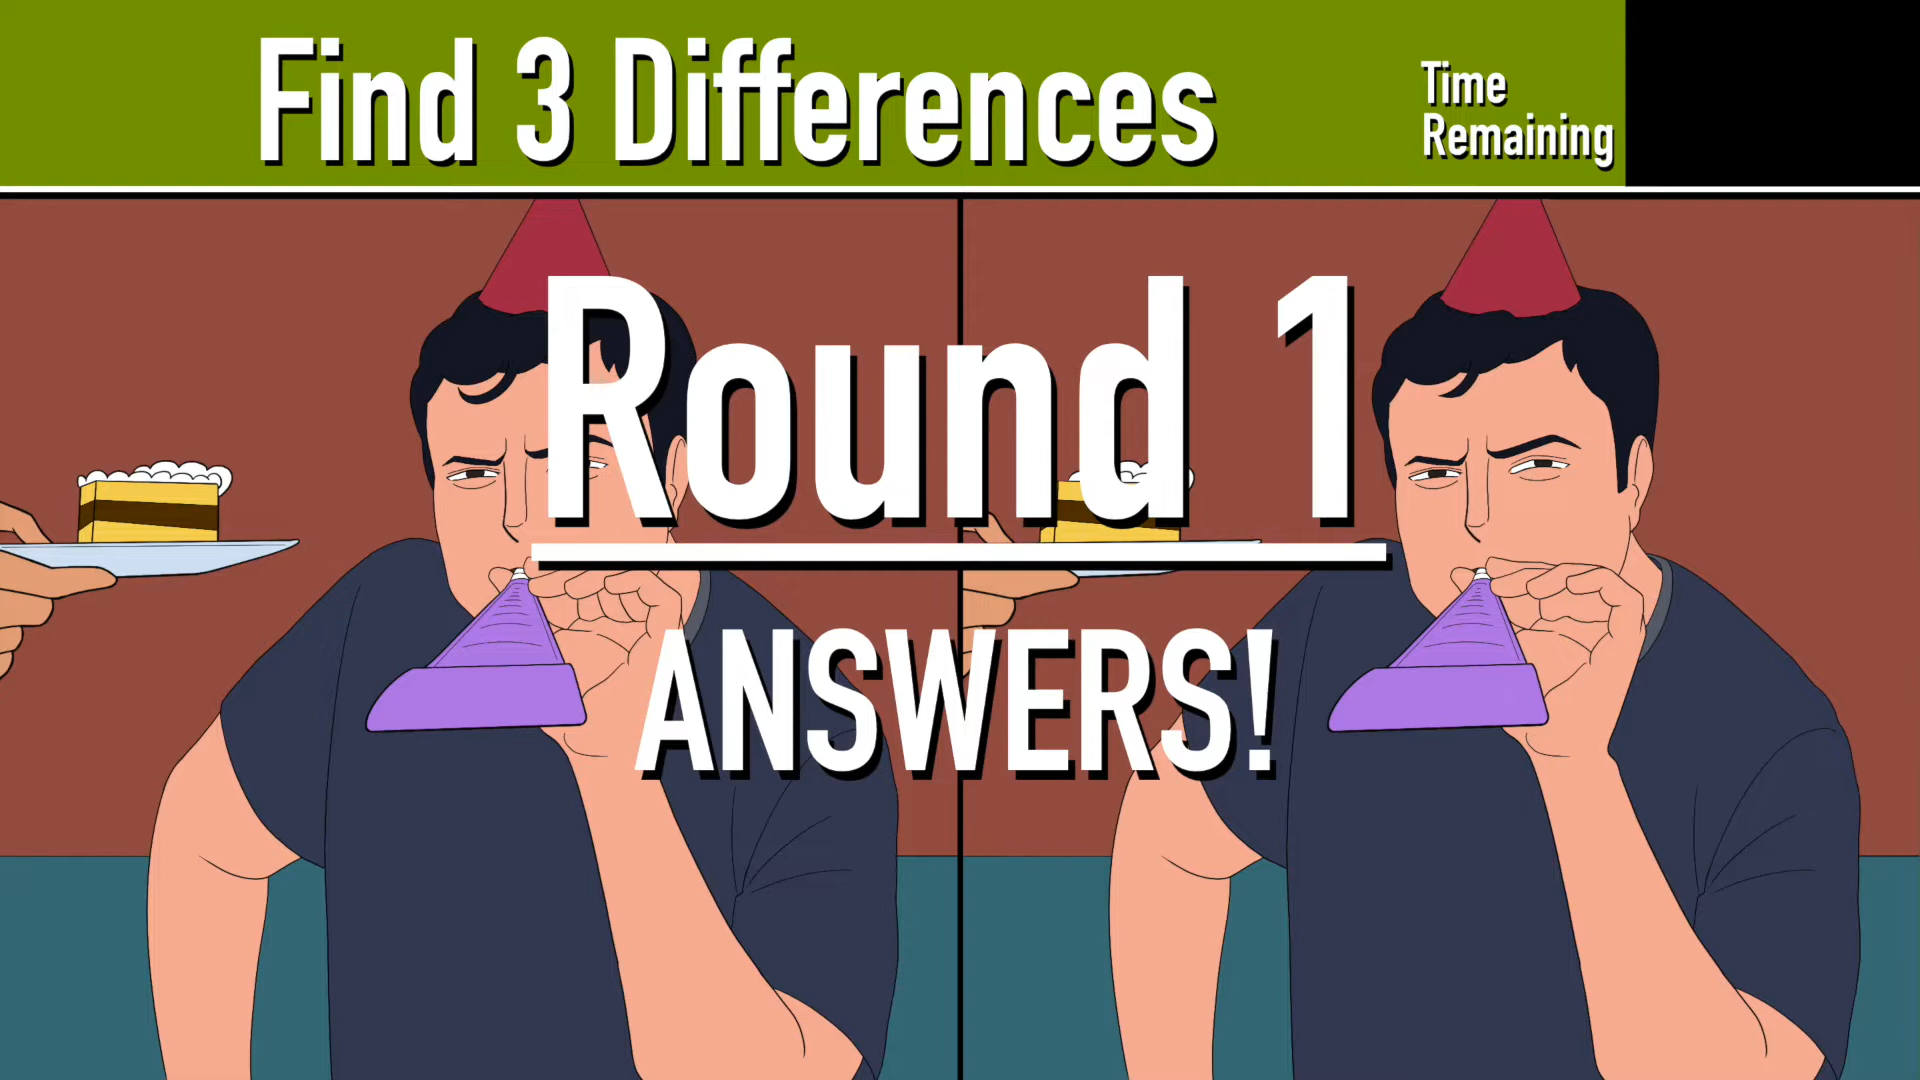 Find 3 Differences
Time
Remaining
Round 1
ANSWERS!